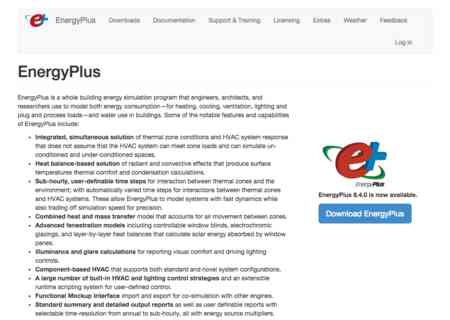 EnergyPlus Downloads Documentation Support & Training Licensing Extras Weather Feedback
Log in
EnergyPlus
EnergyPlus is a whole building energy simulation program that engineers, architects, and
researchers use to model both energy consumption—for heating, cooling, ventilation, lighting and
plug and process loads—and water use in buildings. Some of the notable features and capabilities
of EnergyPlus include:
• Integrated, simultaneous solution of thermal zone conditions and HVAC system response
that does not assume that the HVAC system can meet zone loads and can simulate un-
conditioned and under-conditioned spaces.
• Heat balance-based solution of radiant and convective effects that produce surface
temperatures thermal comfort and condensation calculations.
• Sub-hourly, user-definable time steps for interaction between thermal zones and the
environment; with automatically varied time steps for interactions between thermal zones
and HVAC systems. These allow EnergyPlus to model systems with fast dynamics while
also trading off simulation speed for precision.
• Combined heat and mass transfer model that accounts for air movement between zones.
• Advanced fenestration models including controllable window blinds, electrochromic
glazings, and layer-by-layer heat balances that calculate solar energy absorbed by window
panes.
• Illuminance and glare calculations for reporting visual comfort and driving lighting
controls.
• Component-based HVAC that supports both standard and novel system configurations.
• A large number of built-in HVAC and lighting control strategies and an extensible
runtime scripting system for user-defined control.
• Functional Mockup Interface import and export for co-simulation with other engines.
• Standard summary and detailed output reports as well as user definable reports with
selectable time-resolution from annual to sub-hourly, all with energy source multipliers.
EnergyPlus
EnergyPlus 8.4.0 is now available.
Download EnergyPlus